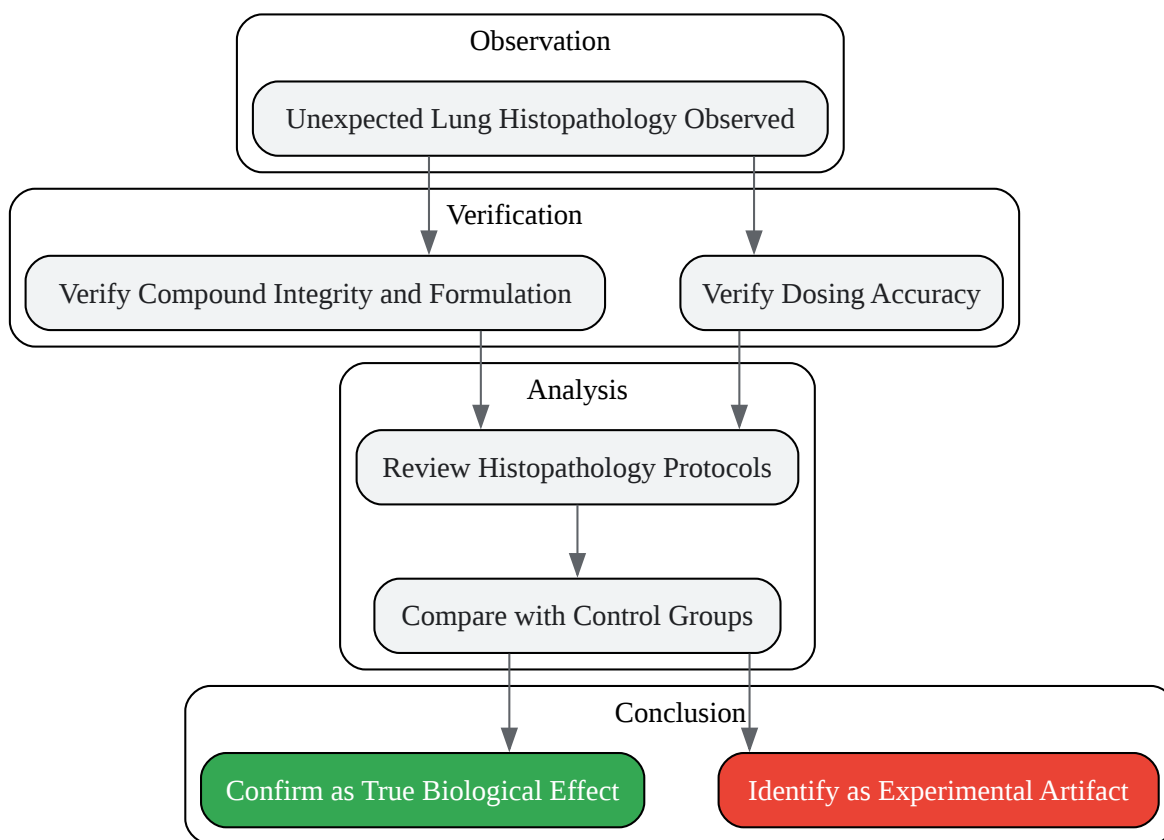 Observation
Unexpected Lung Histopathology Observed
Verification
Verify Compound Integrity and Formulation
Verify Dosing Accuracy
Analysis
Review Histopathology Protocols
Compare with Control Groups
Conclusion
Confirm as True Biological Effect
Identify as Experimental Artifact